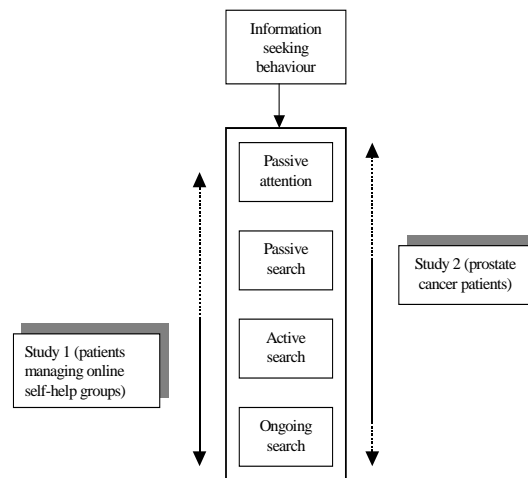 Information
seeking
behaviour
Passive
attention
Passive
search
Study 2 (prostate
cancer patients)
Study 1 (patients
managing online
self-help groups)
Active
search
Ongoing
search